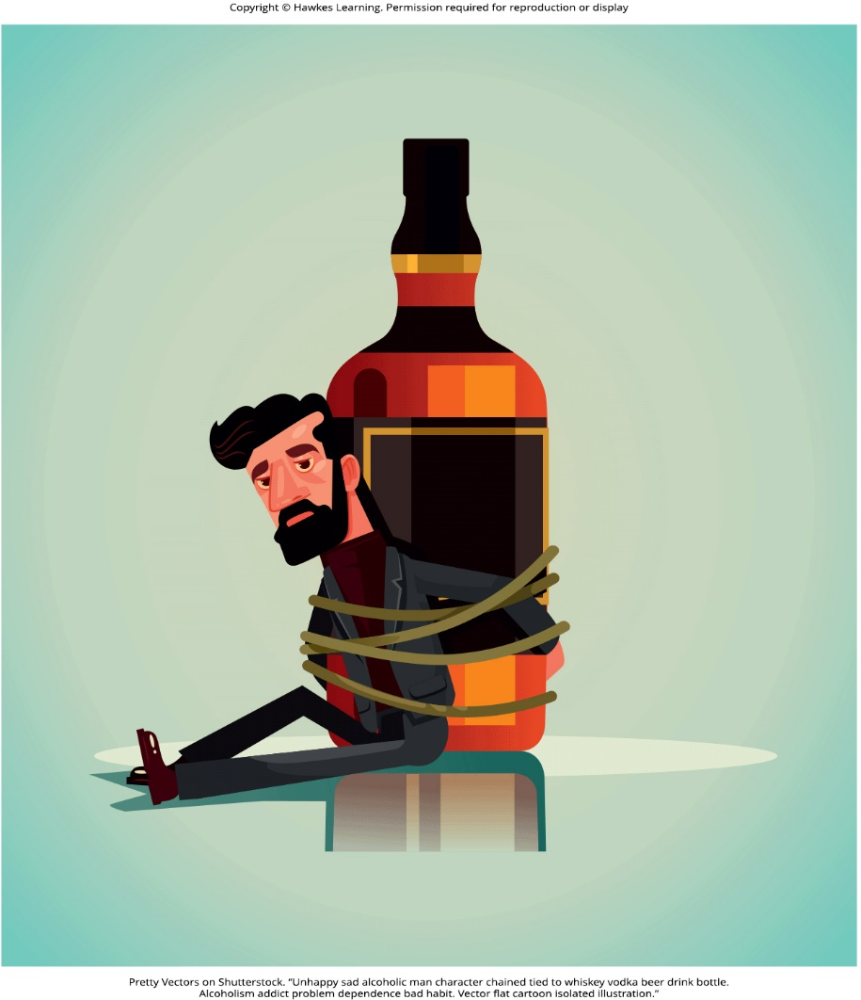 Copyright © Hawkes Learning. Permission required for reproduction or display
Pretty Vectors on Shutterstock. “Unhappy sad alcoholic man character chained tied to whiskey vodka beer drink bottle.
Alcoholism addict problem dependence bad habit. Vector flat cartoon isolated illustration.”